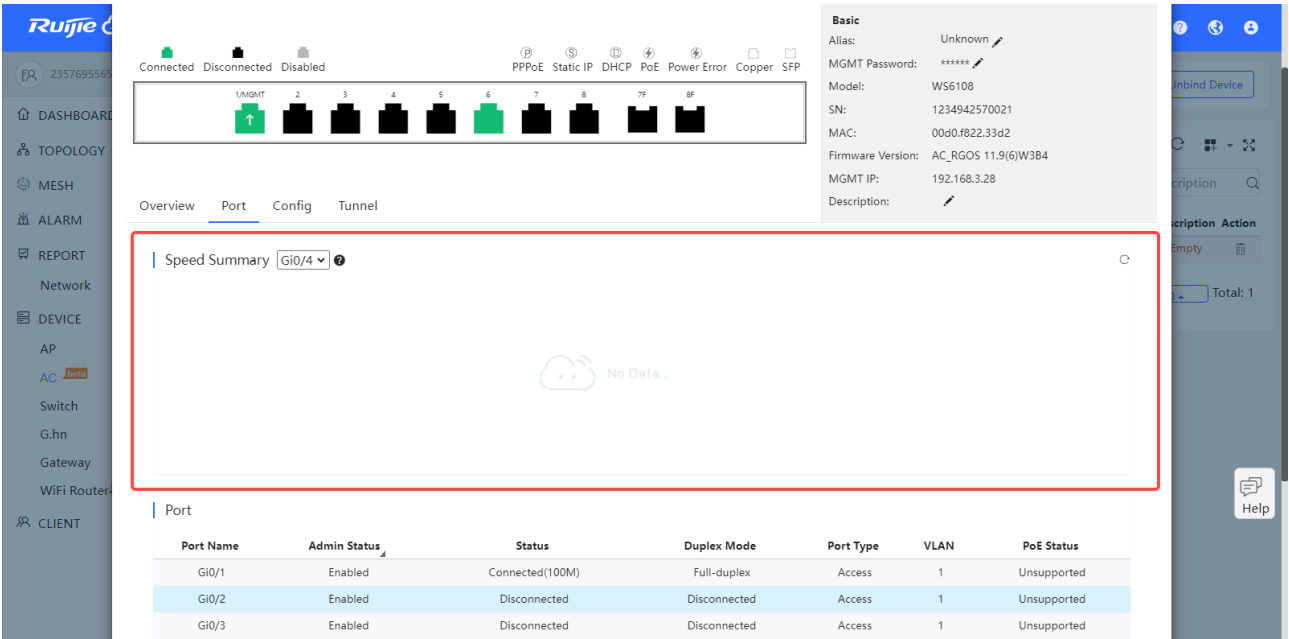 Ruijie
2357695565
DASHBOARD
TOPOLOGY
MESH
ALARM
REPORT
Network
DEVICE
AP
AC beta
Switch
G.hn
Gateway
WiFi Router
CLIENT
Connected Disconnected Disabled
PPPoE Static IP DHCP PoE Power Error Copper SFP
1/MGMT 2 3 4 5 6 7 8 7F 8F
Overview Port Config Tunnel
Basic
Alias: Unknown
MGMT Password: ******
Model: WS6108
SN: 1234942570021
MAC: 00d0.f822.33d2
Firmware Version: AC_RGOS 11.9(6)W3B4
MGMT IP: 192.168.3.28
Description:
Speed Summary Gi0/4
No Data...
Port
Port Name Admin Status Status Duplex Mode Port Type VLAN PoE Status
Gi0/1 Enabled Connected(100M) Full-duplex Access 1 Unsupported
Gi0/2 Enabled Disconnected Disconnected Access 1 Unsupported
Gi0/3 Enabled Disconnected Disconnected Access 1 Unsupported
Unbind Device
cription
scription Action
Empty
Total: 1
Help